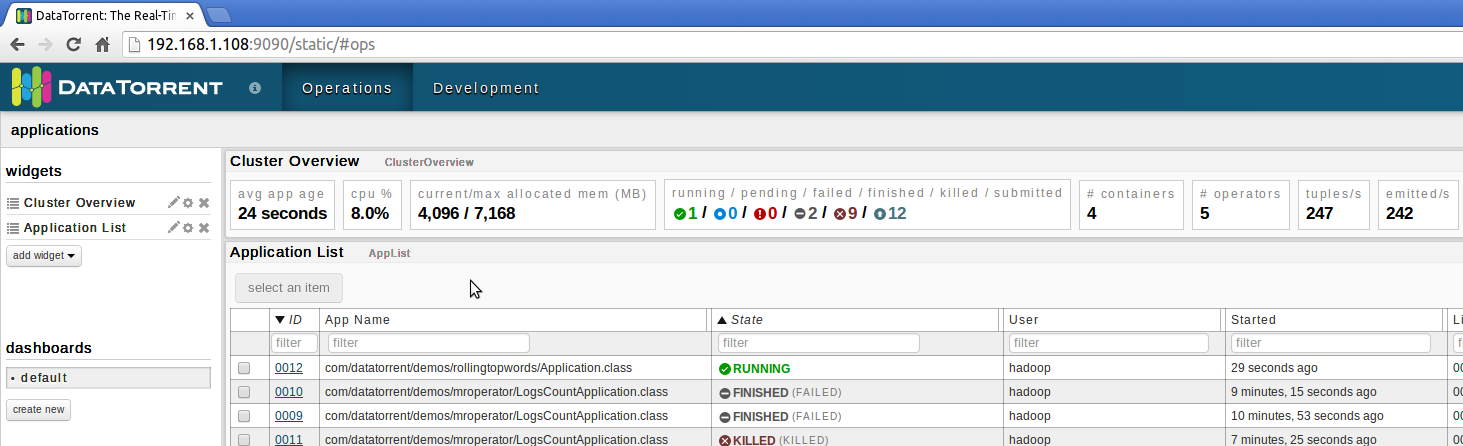 DataTorrent: The Real-Tim
192.168.1.108:9090/static/#ops
DATATORRENT
Operations
Development
applications
widgets
Cluster Overview
Application List
add widget
dashboards
default
create new
Cluster Overview ClusterOverview
avg app age
24 seconds
cpu %
8.0%
current/max allocated mem (MB)
4,096 / 7,168
running / pending / failed / finished / killed / submitted
1 / 0 / 0 / 2 / 9 / 12
# containers
4
# operators
5
tuples/s
247
emitted/s
242
Application List AppList
select an item
ID App Name State User Started
filter filter filter filter filter
0012 com/datatorrent/demos/rollingtopwords/Application.class RUNNING hadoop 29 seconds ago
0010 com/datatorrent/demos/mroperator/LogsCountApplication.class FINISHED (FAILED) hadoop 9 minutes, 15 seconds ago
0009 com/datatorrent/demos/mroperator/LogsCountApplication.class FINISHED (FAILED) hadoop 10 minutes, 53 seconds ago
0011 com/datatorrent/demos/mroperator/LogsCountApplication.class KILLED (KILLED) hadoop 7 minutes, 25 seconds ago